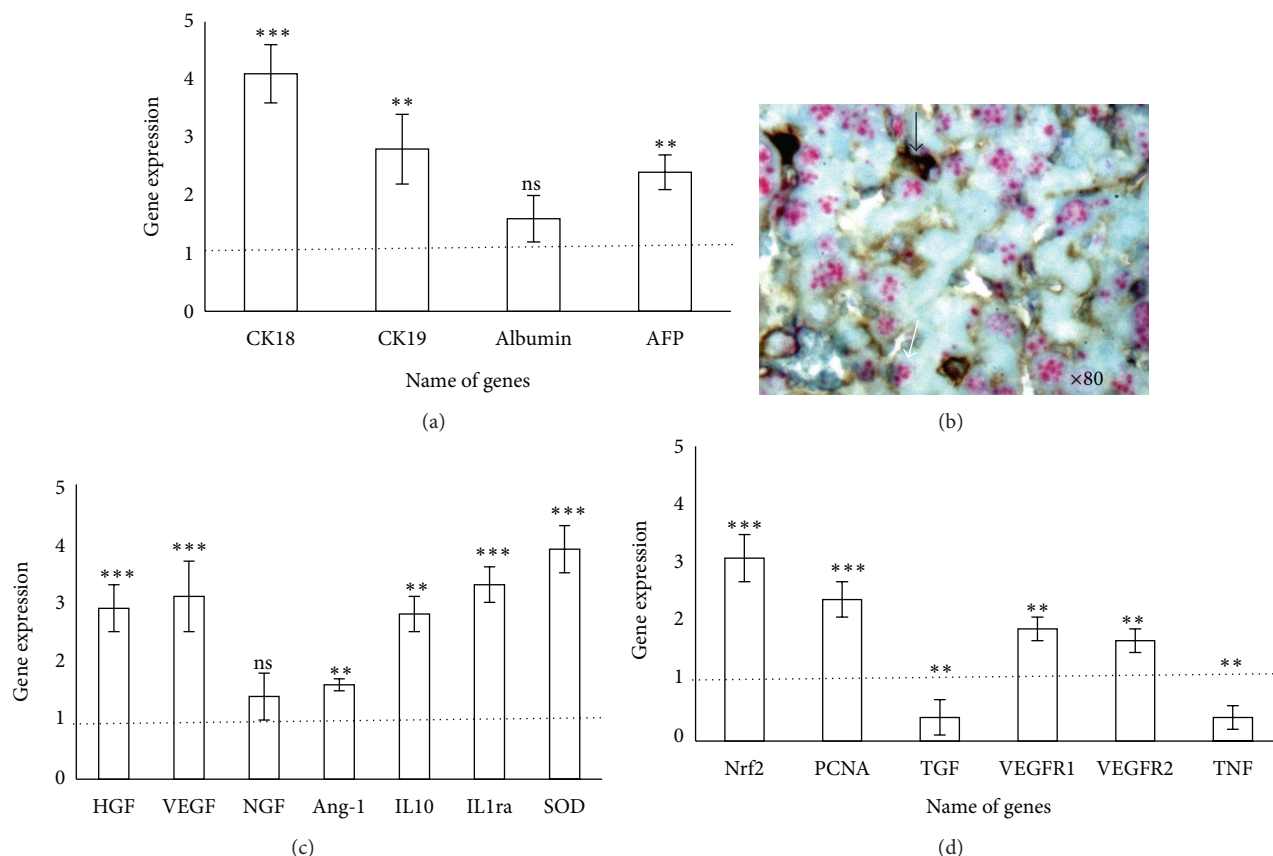 5
4
3
2
1
0
Gene expression
***
**
ns
**
CK18 CK19 Albumin AFP
Name of genes
(a)
×80
(b)
5
4
3
2
1
0
Gene expression
***
***
ns
**
**
***
***
HGF VEGF NGF Ang-1 IL10 IL1ra SOD
(c)
5
4
3
2
1
0
Gene expression
***
***
**
**
**
**
Nrf2 PCNA TGF VEGFR1 VEGFR2 TNF
Name of genes
(d)